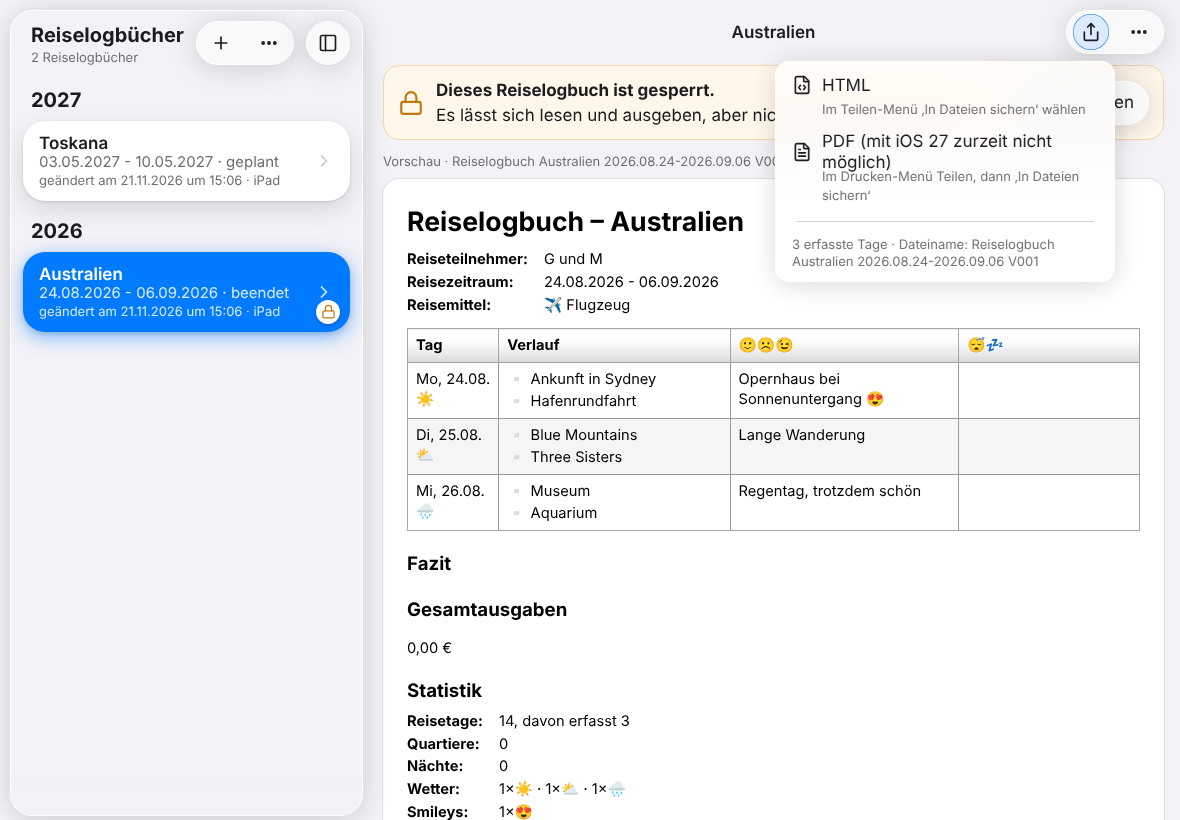 Reiselogbücher
2 Reiselogbücher
2027
Toskana
03.05.2027 - 10.05.2027 · geplant
geändert am 21.11.2026 um 15:06 · iPad
2026
Australien
24.08.2026 - 06.09.2026 · beendet
geändert am 21.11.2026 um 15:06 · iPad
Australien
Dieses Reiselogbuch ist gesperrt.
Es lässt sich lesen und ausgeben, aber
HTML
Im Teilen-Menü ‚In Dateien sichern‘ wählen
PDF (mit iOS 27 zurzeit nicht
möglich)
Im Drucken-Menü Teilen, dann ‚In Dateien
sichern‘
3 erfasste Tage · Dateiname: Reiselogbuch
Australien 2026.08.24-2026.09.06 V001
Vorschau · Reiselogbuch Australien 2026.08.24-2026.09.06
Reiselogbuch – Australien
Reiseteilnehmer: G und M
Reisezeitraum: 24.08.2026 - 06.09.2026
Reisemittel: ✈️ Flugzeug
Tag Verlauf 🙂☹️😉 😴💤
Mo, 24.08. ▫️ Ankunft in Sydney Opernhaus bei
☀️ ▫️ Hafenrundfahrt Sonnenuntergang 😍
Di, 25.08. ▫️ Blue Mountains Lange Wanderung
⛅ ▫️ Three Sisters
Mi, 26.08. ▫️ Museum Regentag, trotzdem schön
🌧️ ▫️ Aquarium
Fazit
Gesamtausgaben
0,00 €
Statistik
Reisetage: 14, davon erfasst 3
Quartiere: 0
Nächte: 0
Wetter: 1×☀️ · 1×⛅ · 1×🌧️
Smileys: 1×😍